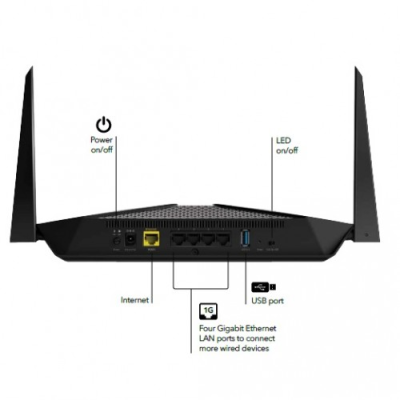 Power
on/off
LED
on/off
Internet
USB port
1G
Four Gigabit Ethernet
LAN ports to connect
more wired devices